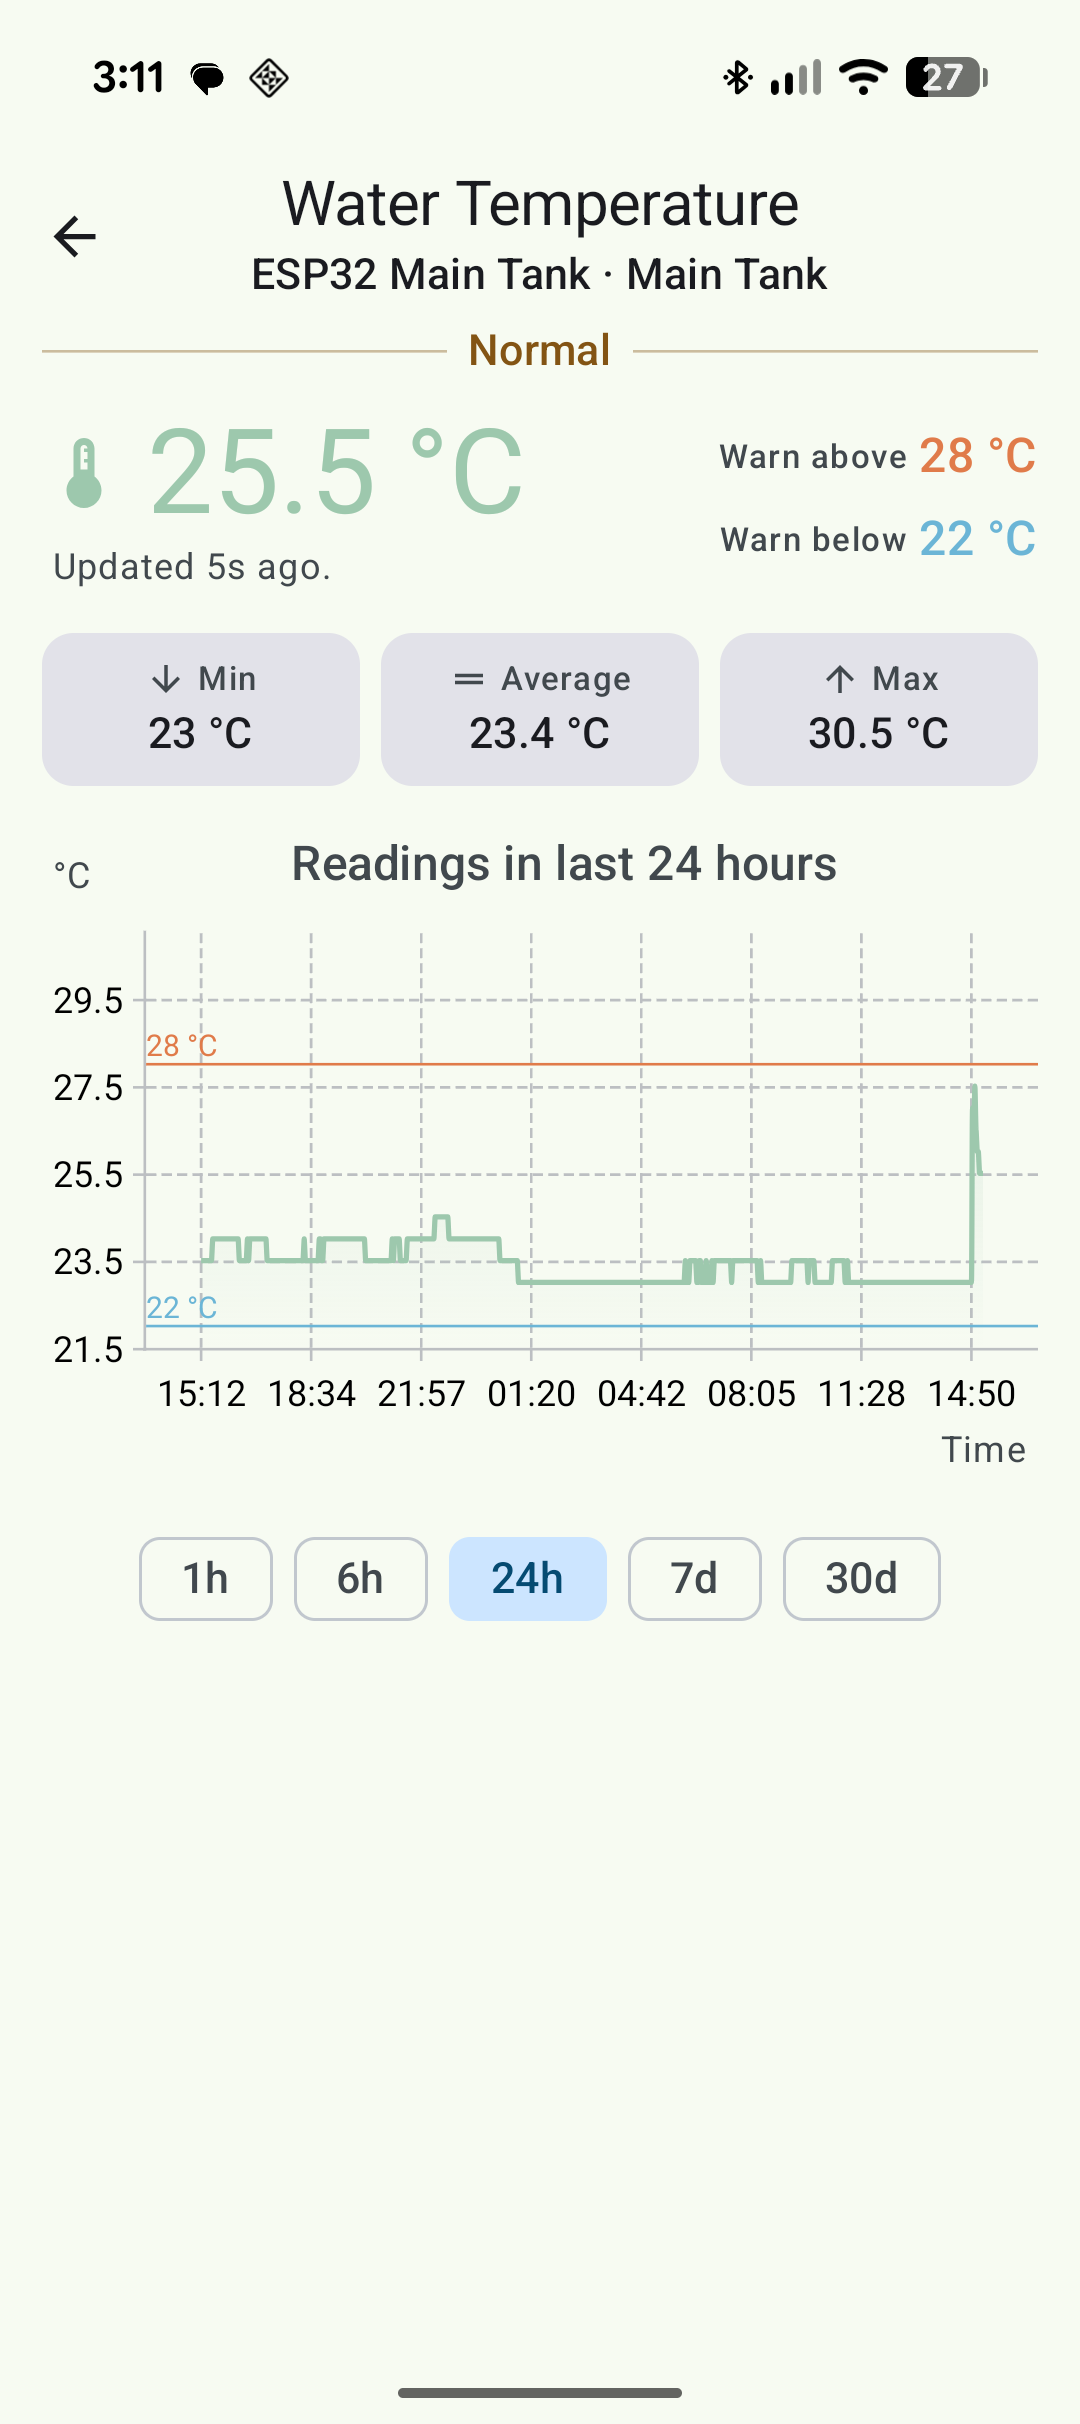 3:11
27
Water Temperature
ESP32 Main Tank · Main Tank
Normal
25.5 °C
Updated 5s ago.
Warn above 28 °C
Warn below 22 °C
Min
23 °C
Average
23.4 °C
Max
30.5 °C
°C
Readings in last 24 hours
29.5
28 °C
27.5
25.5
23.5
22 °C
21.5
15:12 18:34 21:57 01:20 04:42 08:05 11:28 14:50
Time
1h 6h 24h 7d 30d